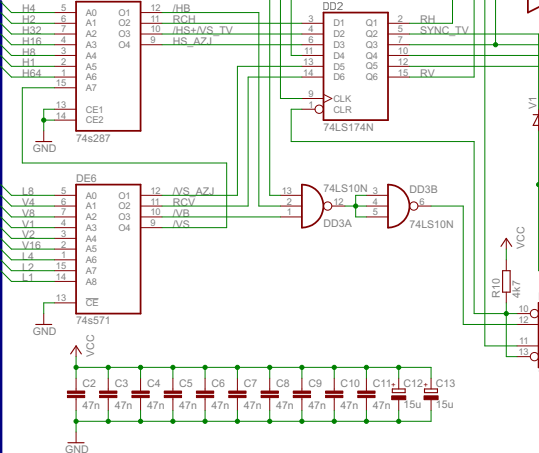 H4 5 A0 O1 12 /HB
H1 6 A1 O2 11 RCH
H32 7 A2 O3 10 /HS+/VS_TV
H16 4 A3 O4 9 HS_AZJ
H8 3 A4
H1 2 A5
H64 1 A6
15 A7
13 CE1
14 CE2
GND
74s287
DD2
3 D1 Q1 2 RH
4 D2 Q2 5 SYNC_TV
6 D3 Q3 7
11 D4 Q4 10
13 D5 Q5 12
14 D6 Q6 15 RV
9 CLK
1 CLR
74LS174N
V1
DE6
L8 5 A0 O1 12 /VS_AZJ
V4 6 A1 O2 11 RCV
V8 7 A2 O3 10 /VB
V1 4 A3 O4 9 /VS
V2 3 A4
V16 2 A5
L4 1 A6
L2 15 A7
L1 14 A8
13 CE
GND
74s571
74LS10N
13
2 12
1
DD3A
3 DD3B
4 6
5
74LS10N
VCC
R10
4k7
10
12
11
13
VCC
C2 C3 C4 C5 C6 C7 C8 C9 C10 C11 C12 C13
47n 47n 47n 47n 47n 47n 47n 47n 47n 47n 15u 15u
GND